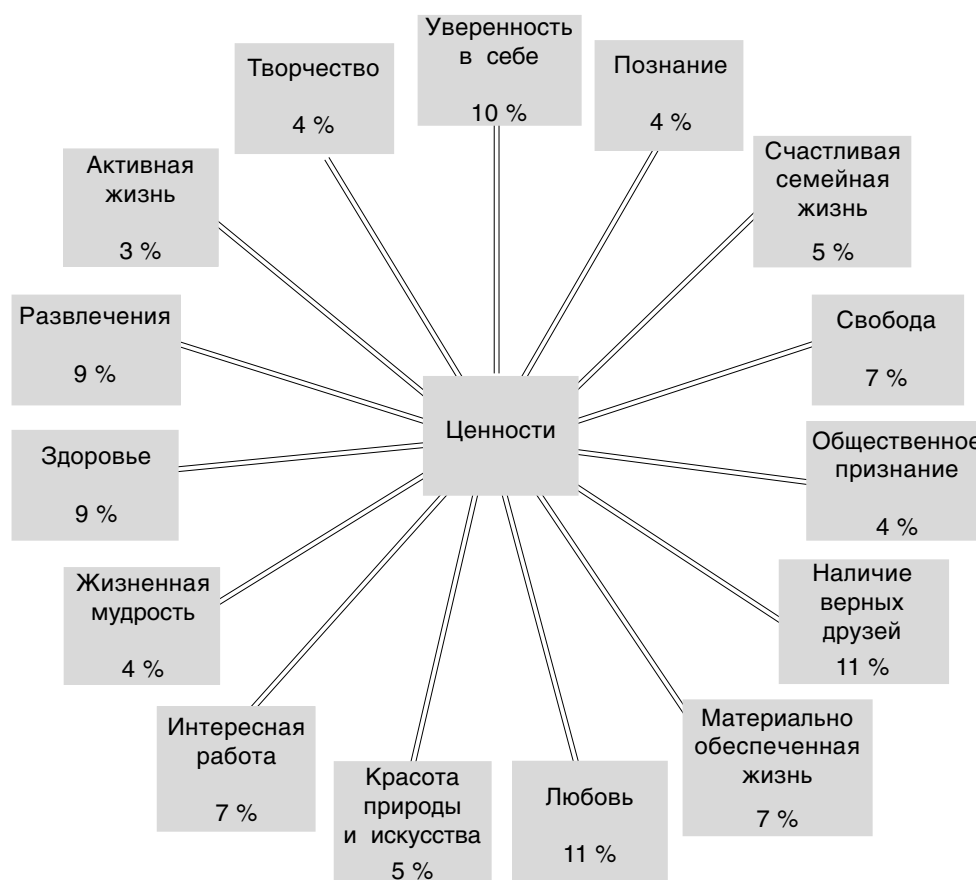 Уверенность
в себе
10 %
Творчество
4 %
Познание
4 %
Активная
жизнь
3 %
Счастливая
семейная
жизнь
5 %
Развлечения
9 %
Свобода
7 %
Ценности
Здоровье
9 %
Общественное
признание
4 %
Жизненная
мудрость
4 %
Наличие
верных
друзей
11 %
Интересная
работа
7 %
Материально
обеспеченная
жизнь
7 %
Красота
природы
и искусства
5 %
Любовь
11 %